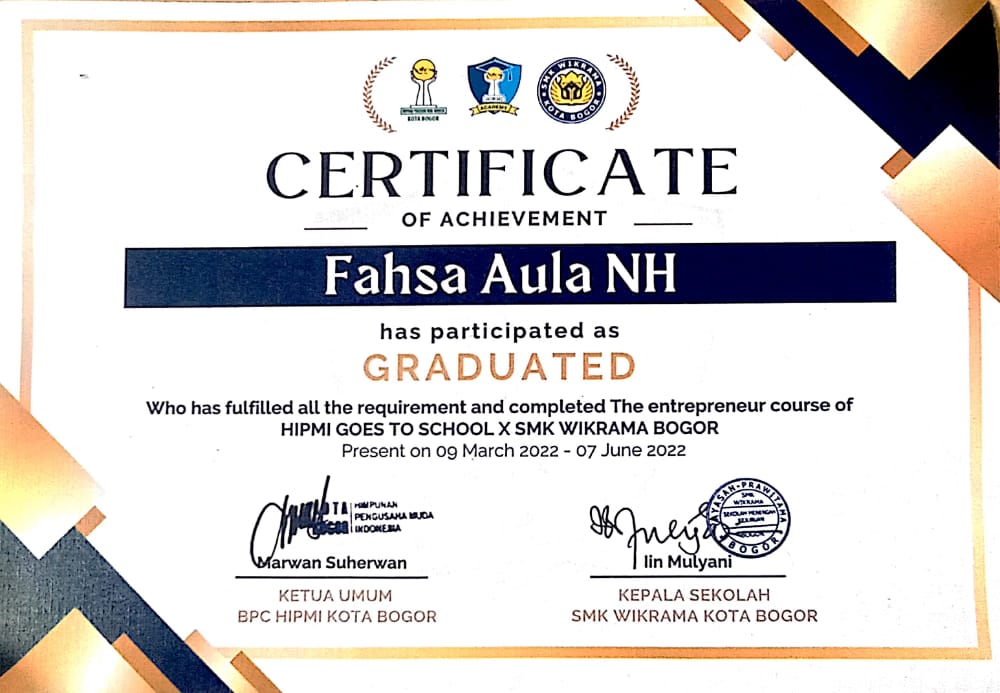 KOTA BOGOR
ACADEMY
SMK WIKRAMA
KOTA BOGOR
CERTIFICATE
OF ACHIEVEMENT
Fahsa Aula NH
has participated as
GRADUATED
Who has fulfilled all the requirement and completed The entrepreneur course of
HIPMI GOES TO SCHOOL X SMK WIKRAMA BOGOR
Present on 09 March 2022 - 07 June 2022
HIMPUNAN
PENGUSAHA MUDA
INDONESIA
YAYASAN PRAWITAMA
SMK
WIKRAMA
SEKOLAH MENENGAH
KEJURUAN
BOGOR
BOGOR
Marwan Suherwan
Iin Mulyani
KETUA UMUM
KEPALA SEKOLAH
BPC HIPMI KOTA BOGOR
SMK WIKRAMA KOTA BOGOR